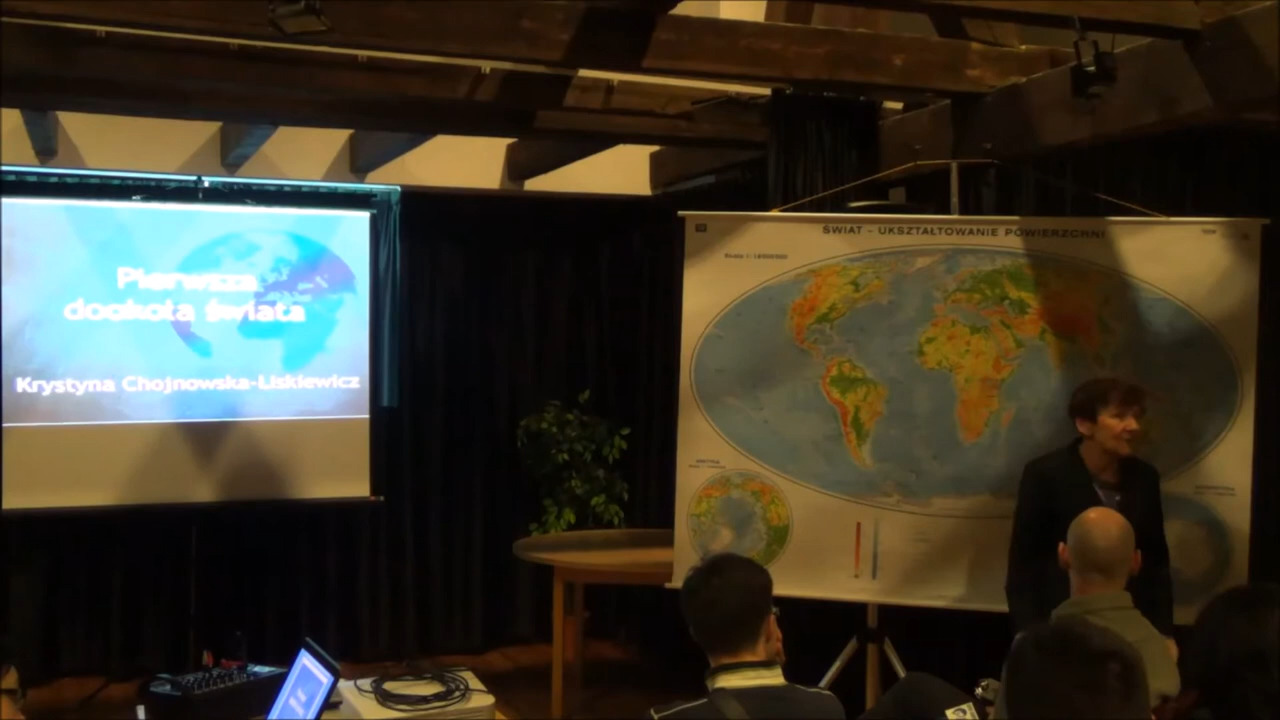 Pierwsza
dookoła świata
Krystyna Chojnowska-Liskiewicz
ŚWIAT - UKSZTAŁTOWANIE POWIERZCHNI